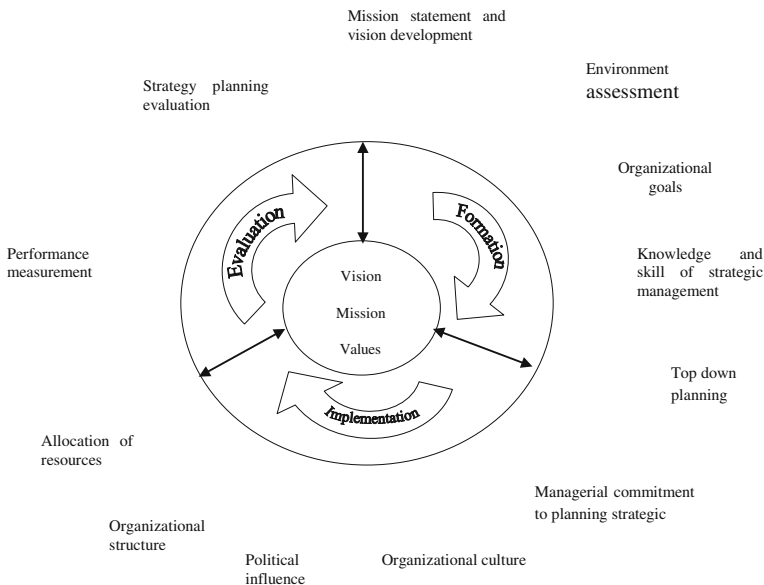 Mission statement and
vision development
Environment
assessment
Strategy planning
evaluation
Organizational
goals
Evaluation
Formation
Performance
measurement
Knowledge and
skill of strategic
management
Vision
Mission
Values
Top down
planning
Implementation
Allocation of
resources
Managerial commitment
to planning strategic
Organizational
structure
Political
influence
Organizational culture